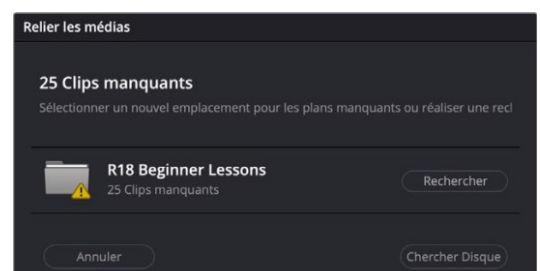 Relier les médias
25 Clips manquants
Sélectionner un nouvel emplacement pour les plans manquants ou réaliser une
R18 Beginner Lessons
25 Clips manquants
Rechercher
Annuler
Chercher Disque